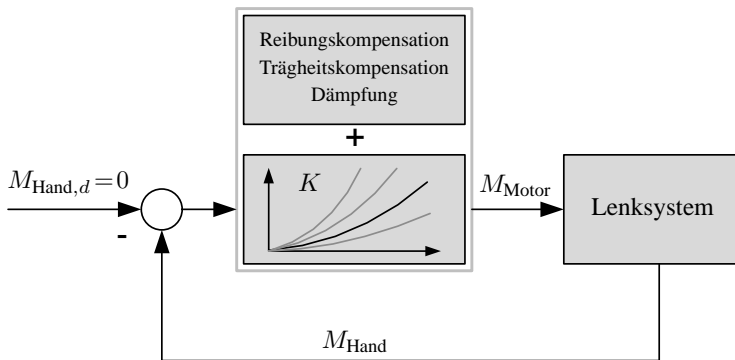 Reibungskompensation
Trägheitskompensation
Dämpfung
+
M_Hand,d = 0
K
M_Motor
Lenksystem
-
M_Hand